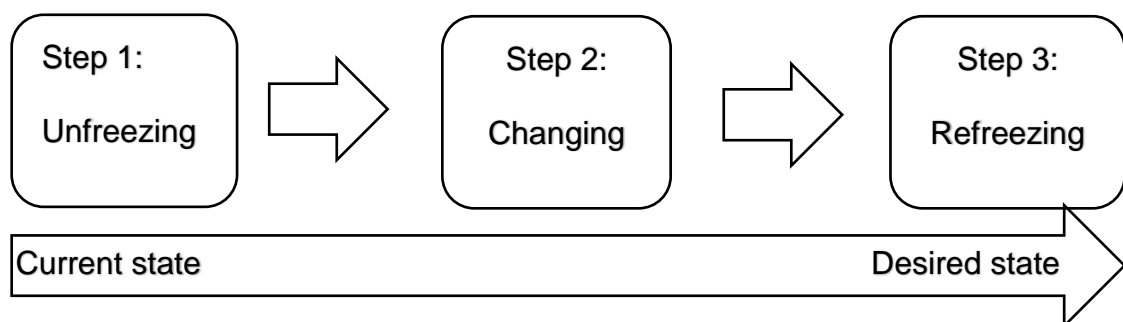 Step 1:
Unfreezing
Step 2:
Changing
Step 3:
Refreezing
Current state
Desired state